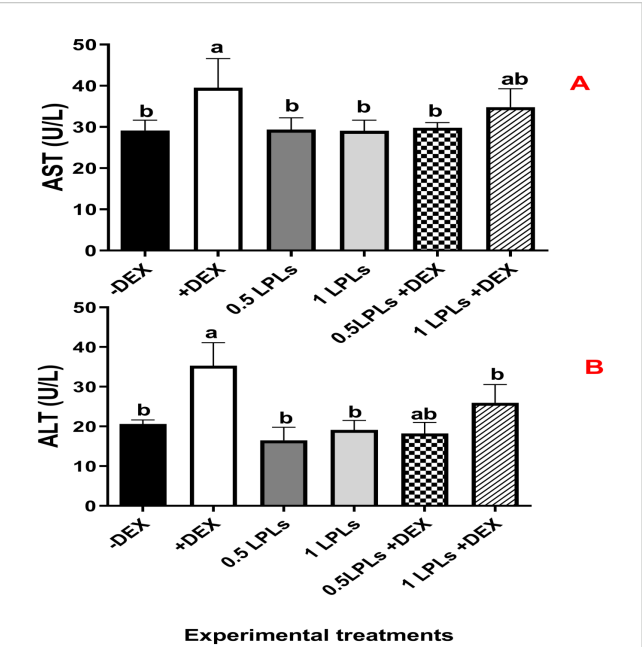 A
AST (U/L)
50
40
30
20
10
0
b
a
b
b
b
ab
-DEX
+DEX
0.5 LPLs
1 LPLs
0.5LPLs +DEX
1 LPLs +DEX
B
ALT (U/L)
50
40
30
20
10
0
b
a
b
b
ab
b
-DEX
+DEX
0.5 LPLs
1 LPLs
0.5LPLs +DEX
1 LPLs +DEX
Experimental treatments